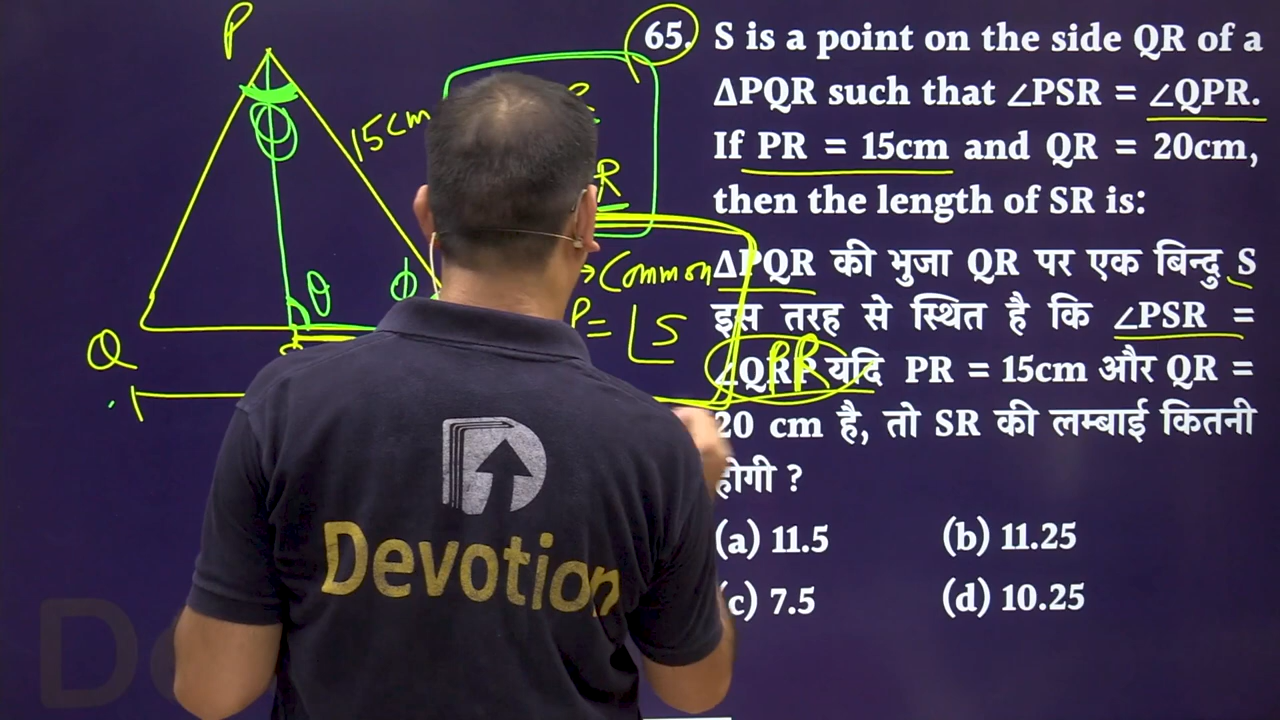 65. S is a point on the side QR of a
ΔPQR such that ∠PSR = ∠QPR.
If PR = 15cm and QR = 20cm,
then the length of SR is:
ΔPQR की भुजा QR पर एक बिन्दु S
इस तरह से स्थित है कि ∠PSR =
∠QRP यदि PR = 15cm और QR =
20 cm है, तो SR की लम्बाई कितनी
होगी ?
(a) 11.5 (b) 11.25
(c) 7.5 (d) 10.25
P
15cm
R
θ
φ
Common
P = ∠S
Q
PR
Devotion